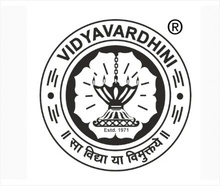 ®
VIDYAVARDHINI
Estd. 1971
॥ सा विद्या या विमुक्तये ॥